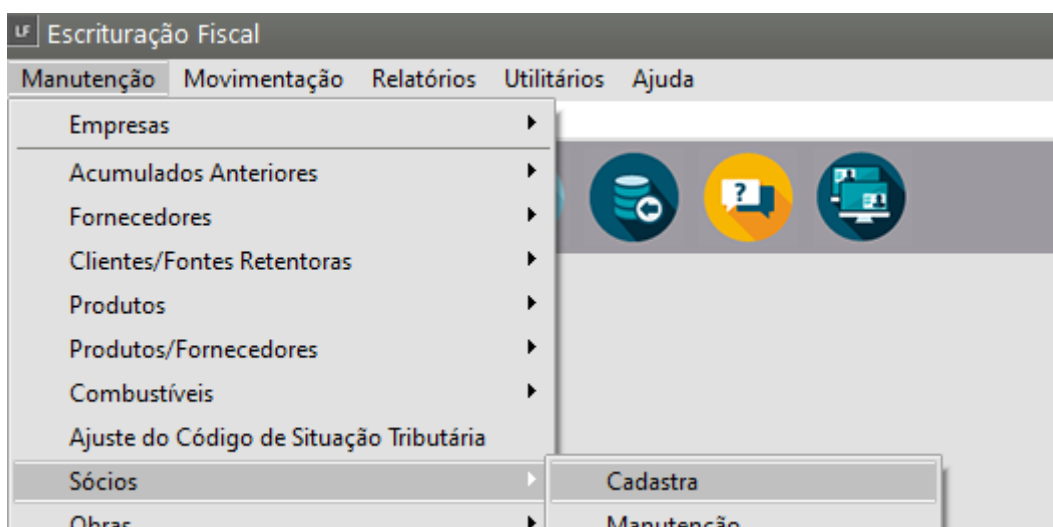 LF Escrituração Fiscal
Manutenção Movimentação Relatórios Utilitários Ajuda
Empresas
Acumulados Anteriores
Fornecedores
Clientes/Fontes Retentoras
Produtos
Produtos/Fornecedores
Combustíveis
Ajuste do Código de Situação Tributária
Sócios
Cadastra
Obras
Manutenção